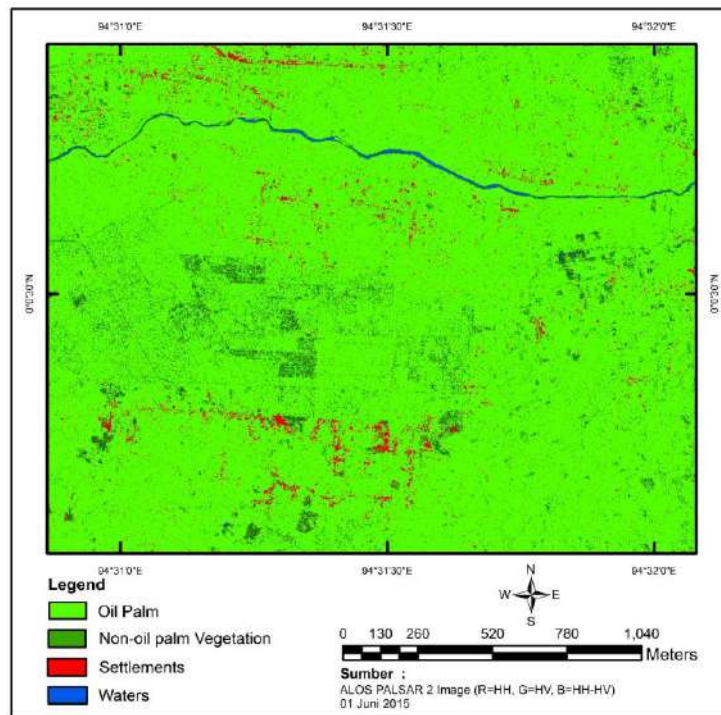 94°31'0"E 94°31'30"E 94°32'0"E
0°0'30"N 0°0'30"N
94°31'0"E 94°31'30"E 94°32'0"E
Legend
Oil Palm
Non-oil palm Vegetation
Settlements
Waters
N
W E
S
0 130 260 520 780 1,040
Meters
Sumber :
ALOS PALSAR 2 Image (R=HH, G=HV, B=HH-HV)
01 Juni 2015